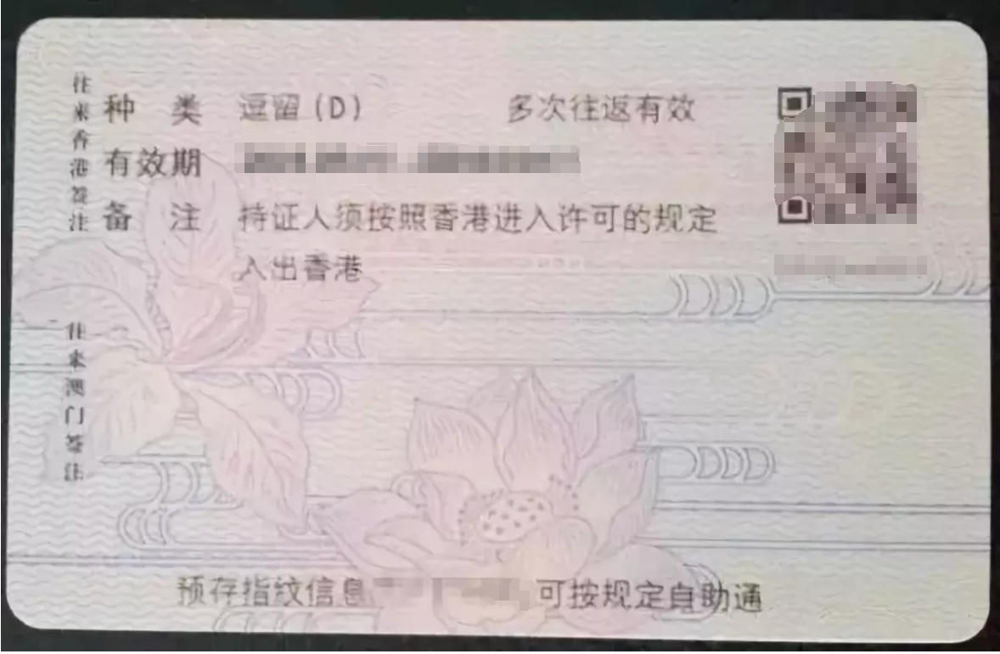 往来香港签注
种 类 逗留(D) 多次往返有效
有效期
备 注 持证人须按照香港进入许可的规定
入出香港
往来澳门签注
预存指纹信息 可按规定自助通